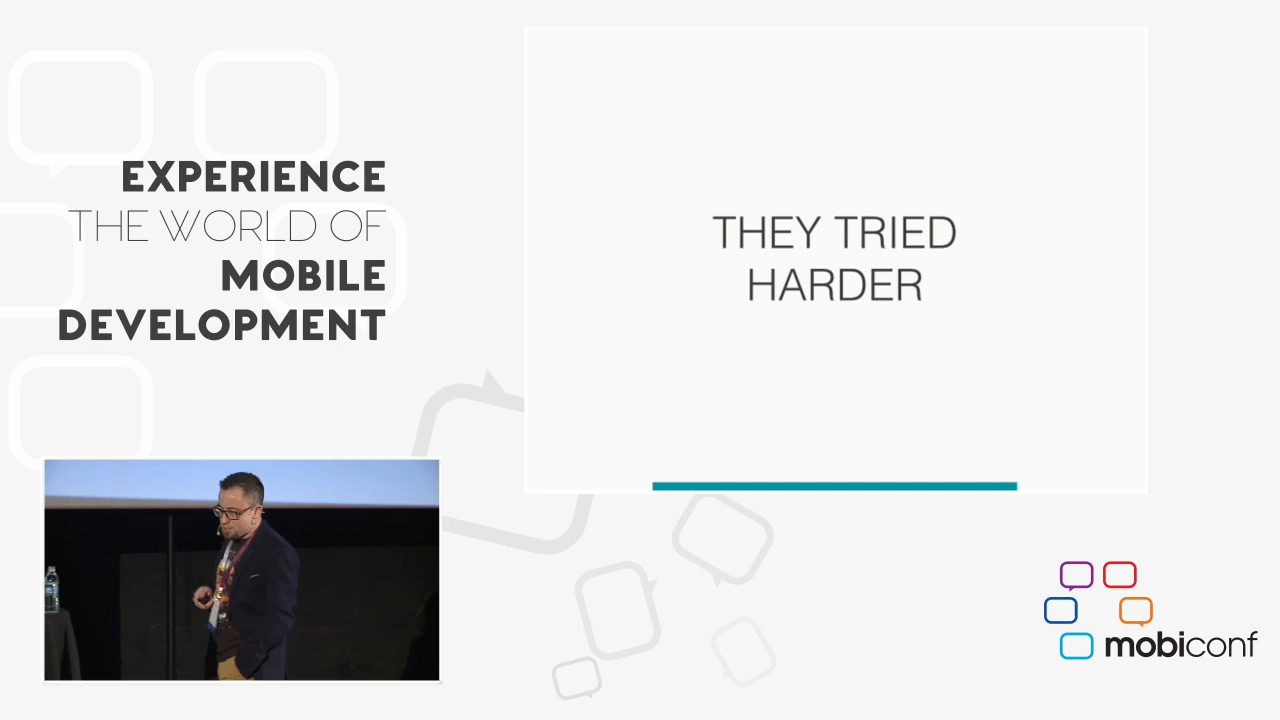 EXPERIENCE
THE WORLD OF
MOBILE
DEVELOPMENT
THEY TRIED
HARDER
mobiconf